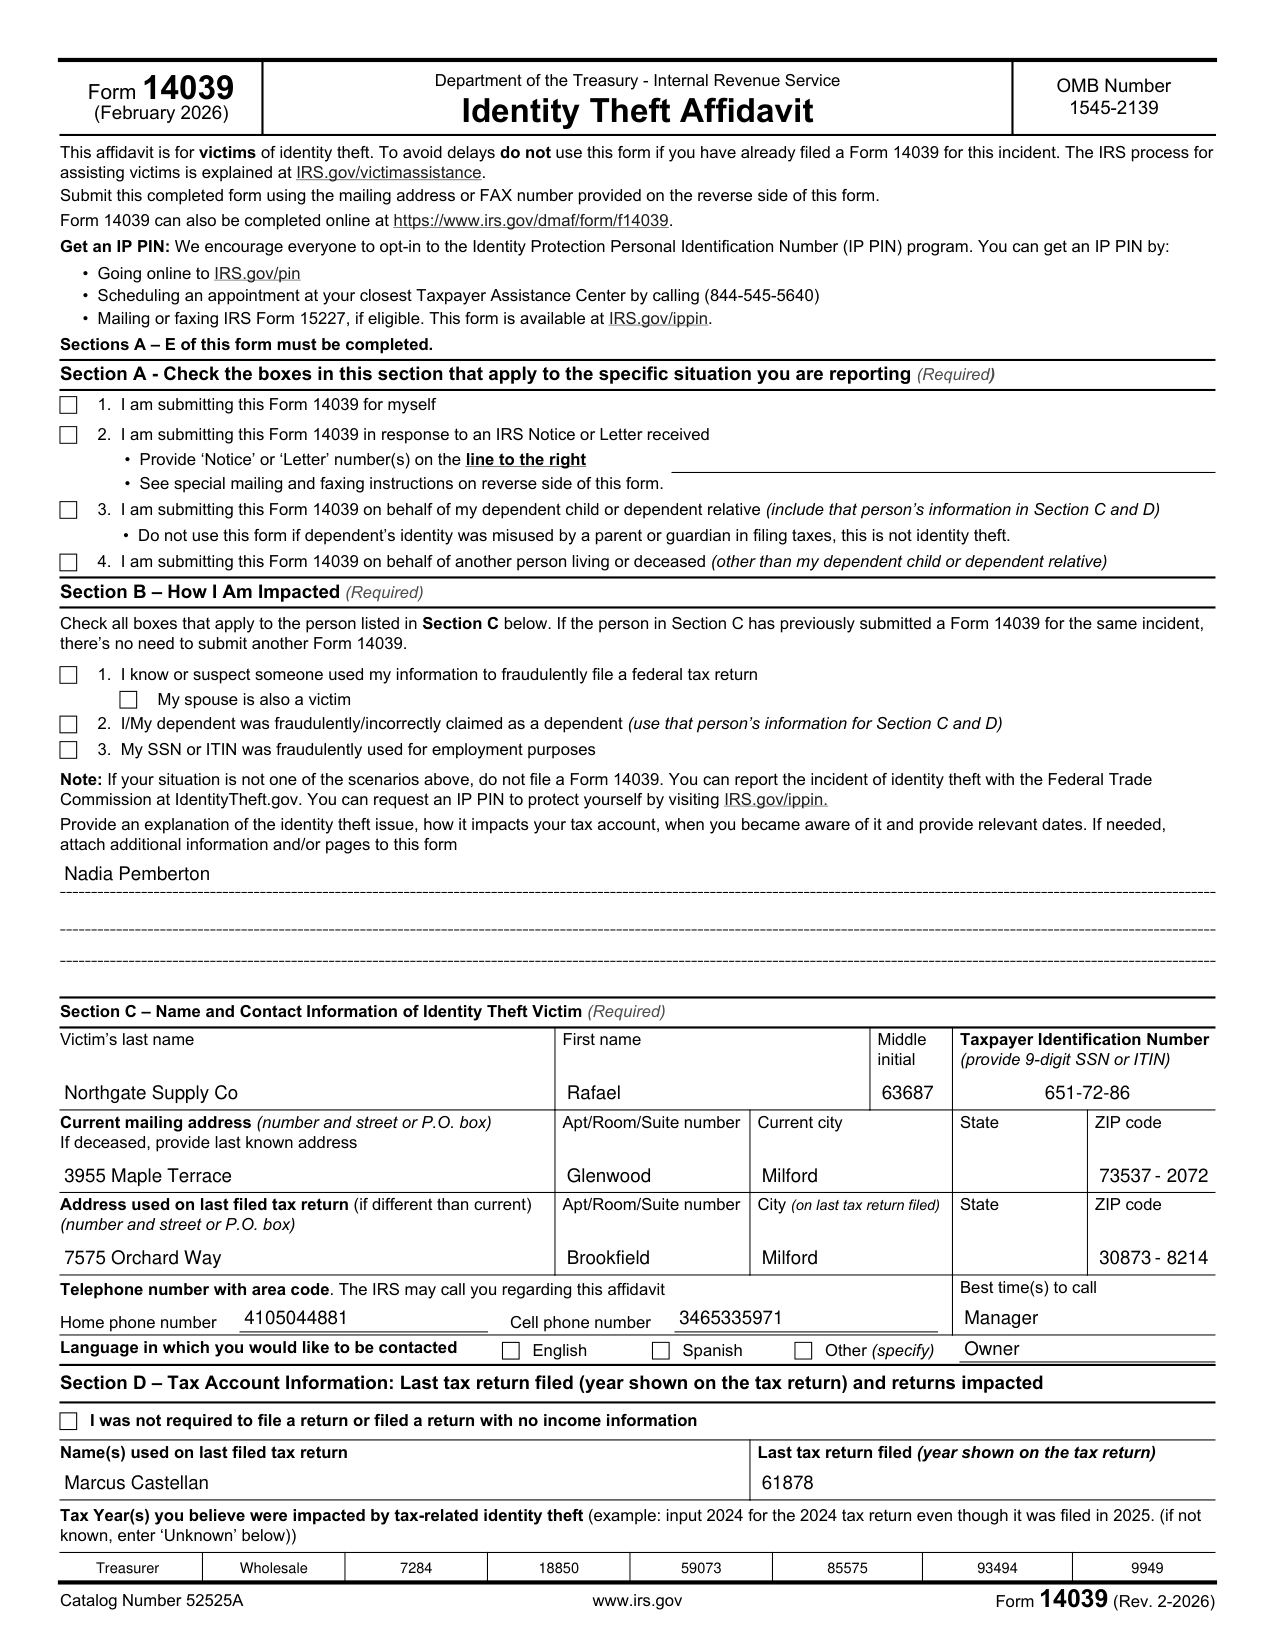 Form 14039
(February 2026)
Department of the Treasury - Internal Revenue Service
Identity Theft Affidavit
OMB Number
1545-2139
This affidavit is for victims of identity theft. To avoid delays do not use this form if you have already filed a Form 14039 for this incident. The IRS process for
assisting victims is explained at IRS.gov/victimassistance.
Submit this completed form using the mailing address or FAX number provided on the reverse side of this form.
Form 14039 can also be completed online at https://www.irs.gov/dmaf/form/f14039.
Get an IP PIN: We encourage everyone to opt-in to the Identity Protection Personal Identification Number (IP PIN) program. You can get an IP PIN by:
• Going online to IRS.gov/pin
• Scheduling an appointment at your closest Taxpayer Assistance Center by calling (844-545-5640)
• Mailing or faxing IRS Form 15227, if eligible. This form is available at IRS.gov/ippin.
Sections A – E of this form must be completed.
Section A - Check the boxes in this section that apply to the specific situation you are reporting (Required)
1. I am submitting this Form 14039 for myself
2. I am submitting this Form 14039 in response to an IRS Notice or Letter received
• Provide ‘Notice’ or ‘Letter’ number(s) on the line to the right
• See special mailing and faxing instructions on reverse side of this form.
3. I am submitting this Form 14039 on behalf of my dependent child or dependent relative (include that person’s information in Section C and D)
• Do not use this form if dependent’s identity was misused by a parent or guardian in filing taxes, this is not identity theft.
4. I am submitting this Form 14039 on behalf of another person living or deceased (other than my dependent child or dependent relative)
Section B – How I Am Impacted (Required)
Check all boxes that apply to the person listed in Section C below. If the person in Section C has previously submitted a Form 14039 for the same incident,
there’s no need to submit another Form 14039.
1. I know or suspect someone used my information to fraudulently file a federal tax return
My spouse is also a victim
2. I/My dependent was fraudulently/incorrectly claimed as a dependent (use that person’s information for Section C and D)
3. My SSN or ITIN was fraudulently used for employment purposes
Note: If your situation is not one of the scenarios above, do not file a Form 14039. You can report the incident of identity theft with the Federal Trade
Commission at IdentityTheft.gov. You can request an IP PIN to protect yourself by visiting IRS.gov/ippin.
Provide an explanation of the identity theft issue, how it impacts your tax account, when you became aware of it and provide relevant dates. If needed,
attach additional information and/or pages to this form
Nadia Pemberton
Section C – Name and Contact Information of Identity Theft Victim (Required)
Victim’s last name
First name
Middle
initial
Taxpayer Identification Number
(provide 9-digit SSN or ITIN)
Northgate Supply Co
Rafael
63687
651-72-86
Current mailing address (number and street or P.O. box)
If deceased, provide last known address
Apt/Room/Suite number
Current city
State
ZIP code
3955 Maple Terrace
Glenwood
Milford
73537 - 2072
Address used on last filed tax return (if different than current)
(number and street or P.O. box)
Apt/Room/Suite number
City (on last tax return filed)
State
ZIP code
7575 Orchard Way
Brookfield
Milford
30873 - 8214
Telephone number with area code. The IRS may call you regarding this affidavit
Best time(s) to call
Home phone number 4105044881
Cell phone number 3465335971
Manager
Language in which you would like to be contacted
English
Spanish
Other (specify)
Owner
Section D – Tax Account Information: Last tax return filed (year shown on the tax return) and returns impacted
I was not required to file a return or filed a return with no income information
Name(s) used on last filed tax return
Last tax return filed (year shown on the tax return)
Marcus Castellan
61878
Tax Year(s) you believe were impacted by tax-related identity theft (example: input 2024 for the 2024 tax return even though it was filed in 2025. (if not
known, enter ‘Unknown’ below))
Treasurer
Wholesale
7284
18850
59073
85575
93494
9949
Catalog Number 52525A
www.irs.gov
Form 14039 (Rev. 2-2026)